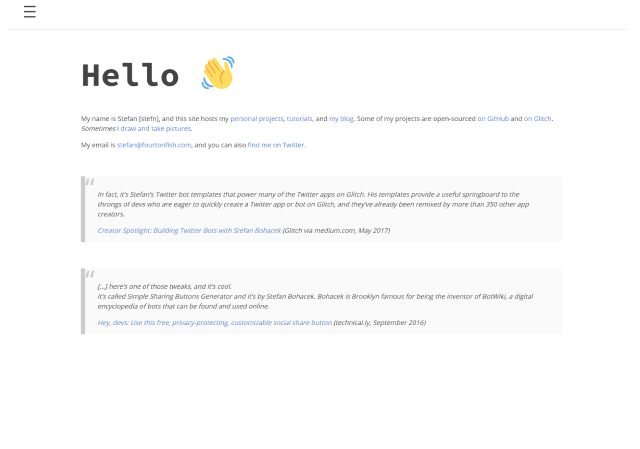 Hello 👋
My name is Stefan [stefn], and this site hosts my personal projects, tutorials, and my blog. Some of my projects are open-sourced on GitHub and on Glitch.
Sometimes I draw and take pictures.
My email is stefan@fourtonfish.com, and you can also find me on Twitter.
In fact, it's Stefan's Twitter bot templates that power many of the Twitter apps on Glitch. His templates provide a useful springboard to the
throngs of devs who are eager to quickly create a Twitter app or bot on Glitch, and they've already been remixed by more than 350 other app
creators.
Creator Spotlight: Building Twitter Bots with Stefan Bohacek (Glitch via medium.com, May 2017)
[...] here's one of those tweaks, and it's cool.
It's called Simple Sharing Buttons Generator and it's by Stefan Bohacek. Bohacek is Brooklyn famous for being the inventor of BotWiki, a digital
encyclopedia of bots that can be found and used online.
Hey, devs: Use this free, privacy-protecting, customizable social share button (technical.ly, September 2016)